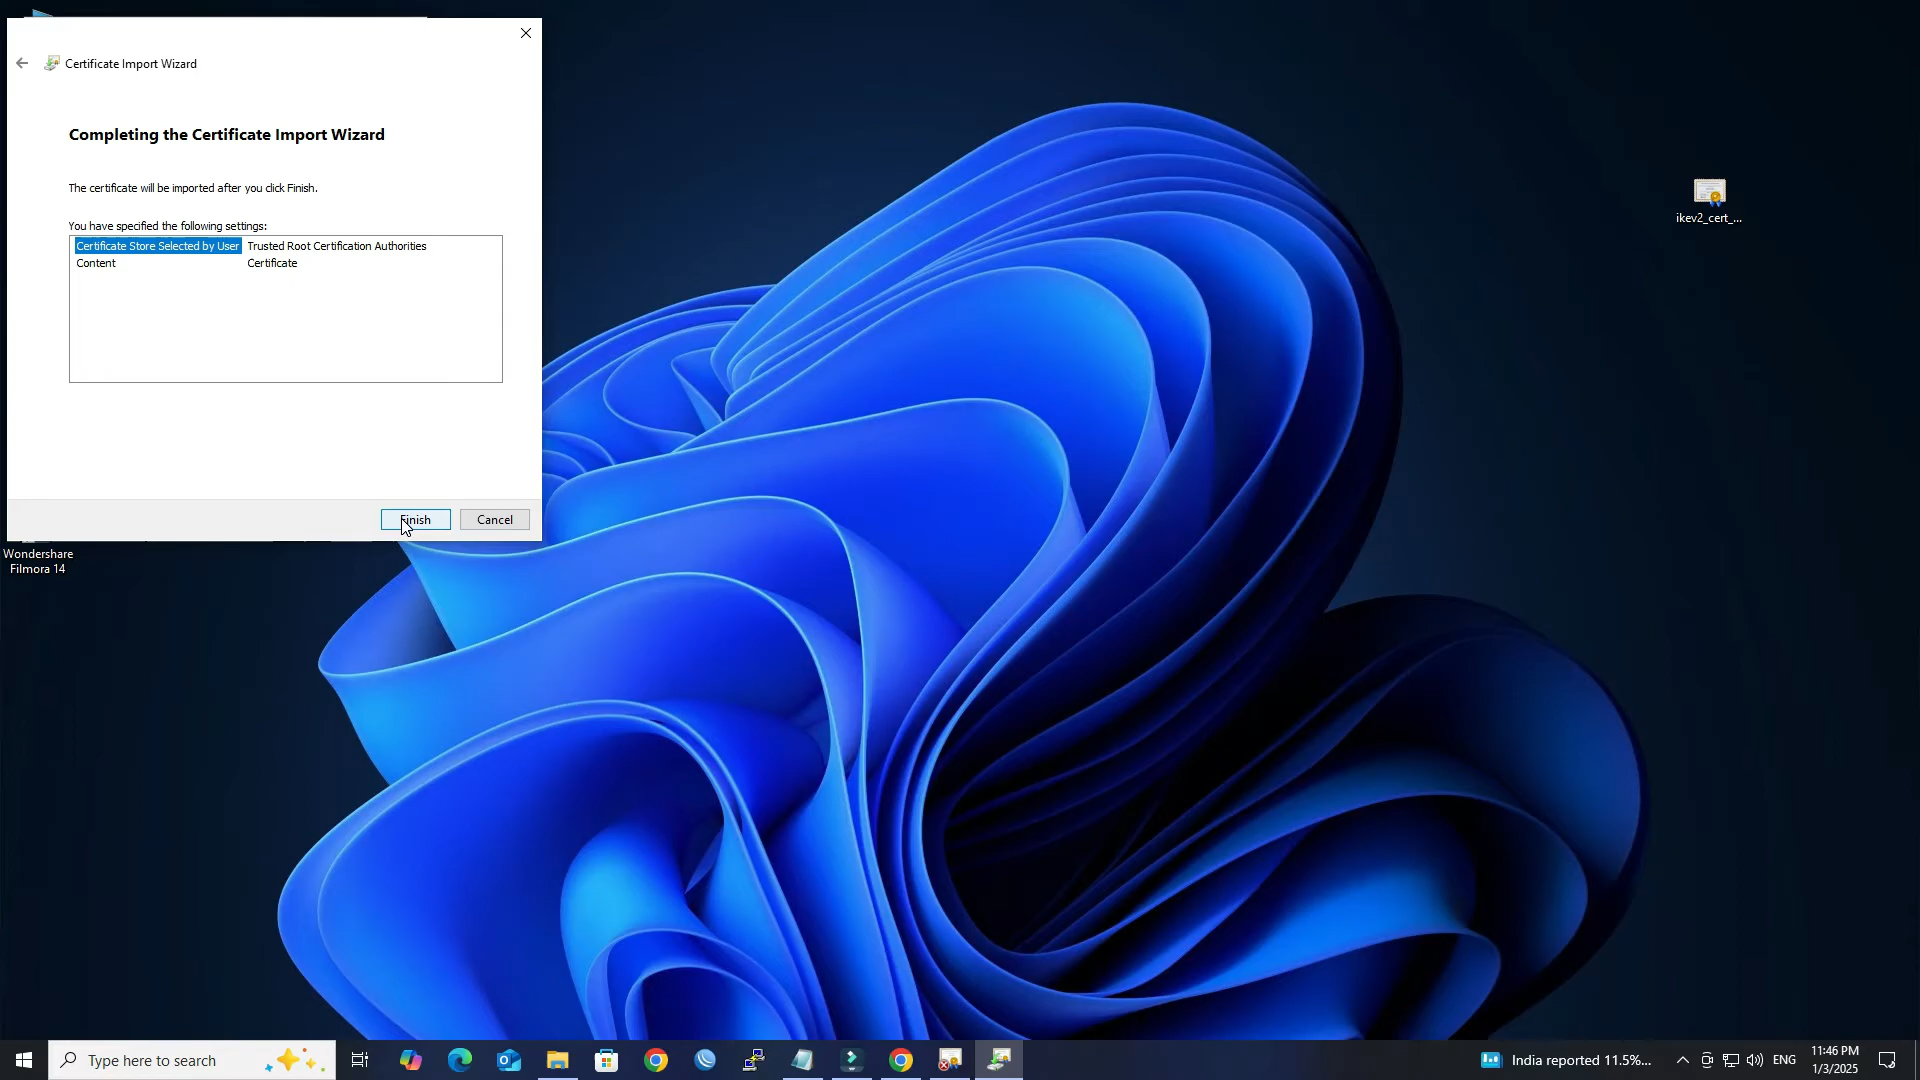 Certificate Import Wizard
Completing the Certificate Import Wizard
The certificate will be imported after you click Finish.
You have specified the following settings:
Certificate Store Selected by User Trusted Root Certification Authorities
Content Certificate
Finish Cancel
Wondershare
Filmora 14
ikev2_cert_...
Type here to search
India reported 11.5%...
ENG
11:46 PM
1/3/2025